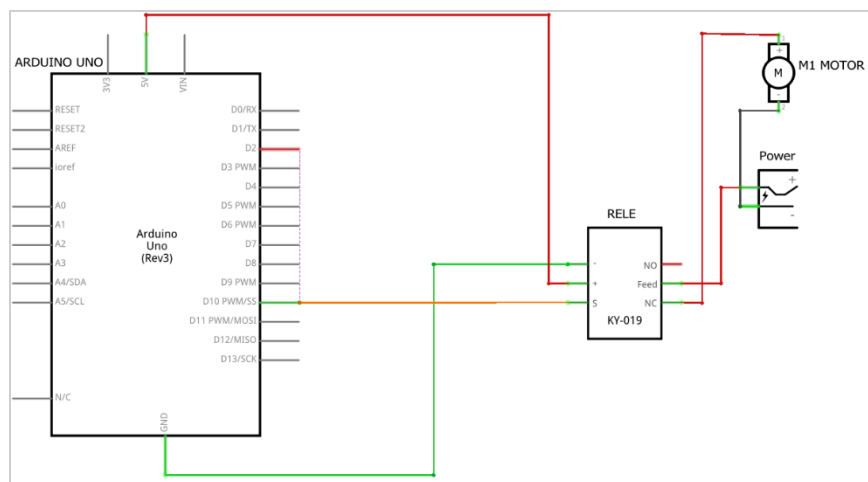 ARDUINO UNO
3V3
5V
VIN
RESET
RESET2
AREF
ioref
A0
A1
A2
A3
A4/SDA
A5/SCL
N/C
D0/RX
D1/TX
D2
D3 PWM
D4
D5 PWM
D6 PWM
D7
D8
D9 PWM
D10 PWM/SS
D11 PWM/MOSI
D12/MISO
D13/SCK
GND
Arduino
Uno
(Rev3)
RELE
-
+
S
NO
Feed
NC
KY-019
1
+
M
-
2
M1 MOTOR
Power
+
-